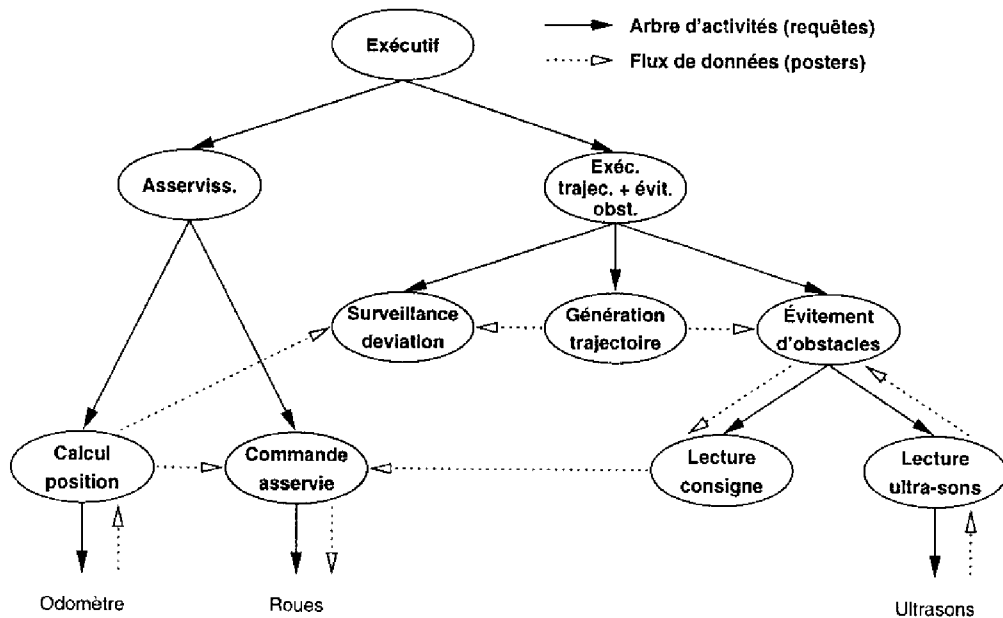 Exécutif
Arbre d'activités (requêtes)
Flux de données (posters)
Asserviss.
Exéc.
trajec. + évit.
obst.
Surveillance
deviation
Génération
trajectoire
Évitement
d'obstacles
Calcul
position
Commande
asservie
Lecture
consigne
Lecture
ultra-sons
Odomètre
Roues
Ultrasons